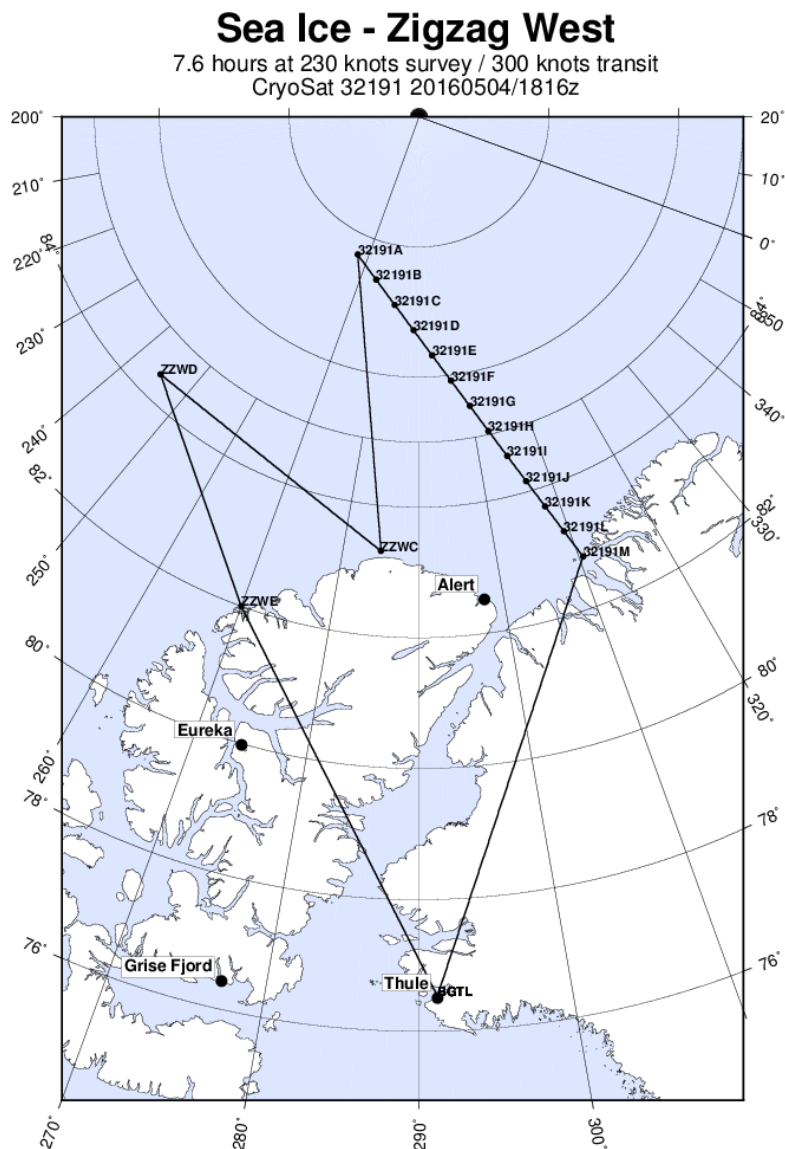 Sea Ice - Zigzag West
7.6 hours at 230 knots survey / 300 knots transit
CryoSat 32191 20160504/1816z
200°
20°
210°
10°
220°
84°
0°
32191A
32191B
32191C
230°
84°
350
32191D
32191E
ZZWD
32191F
340°
32191G
240°
32191H
82°
32191I
32191J
82°
330°
32191K
32191L
250°
ZZWC
32191M
Alert
ZZWE
80°
80°
320°
Eureka
260°
78°
78°
76°
76°
Grise Fjord
Thule
BGTL
270°
280°
290°
300°